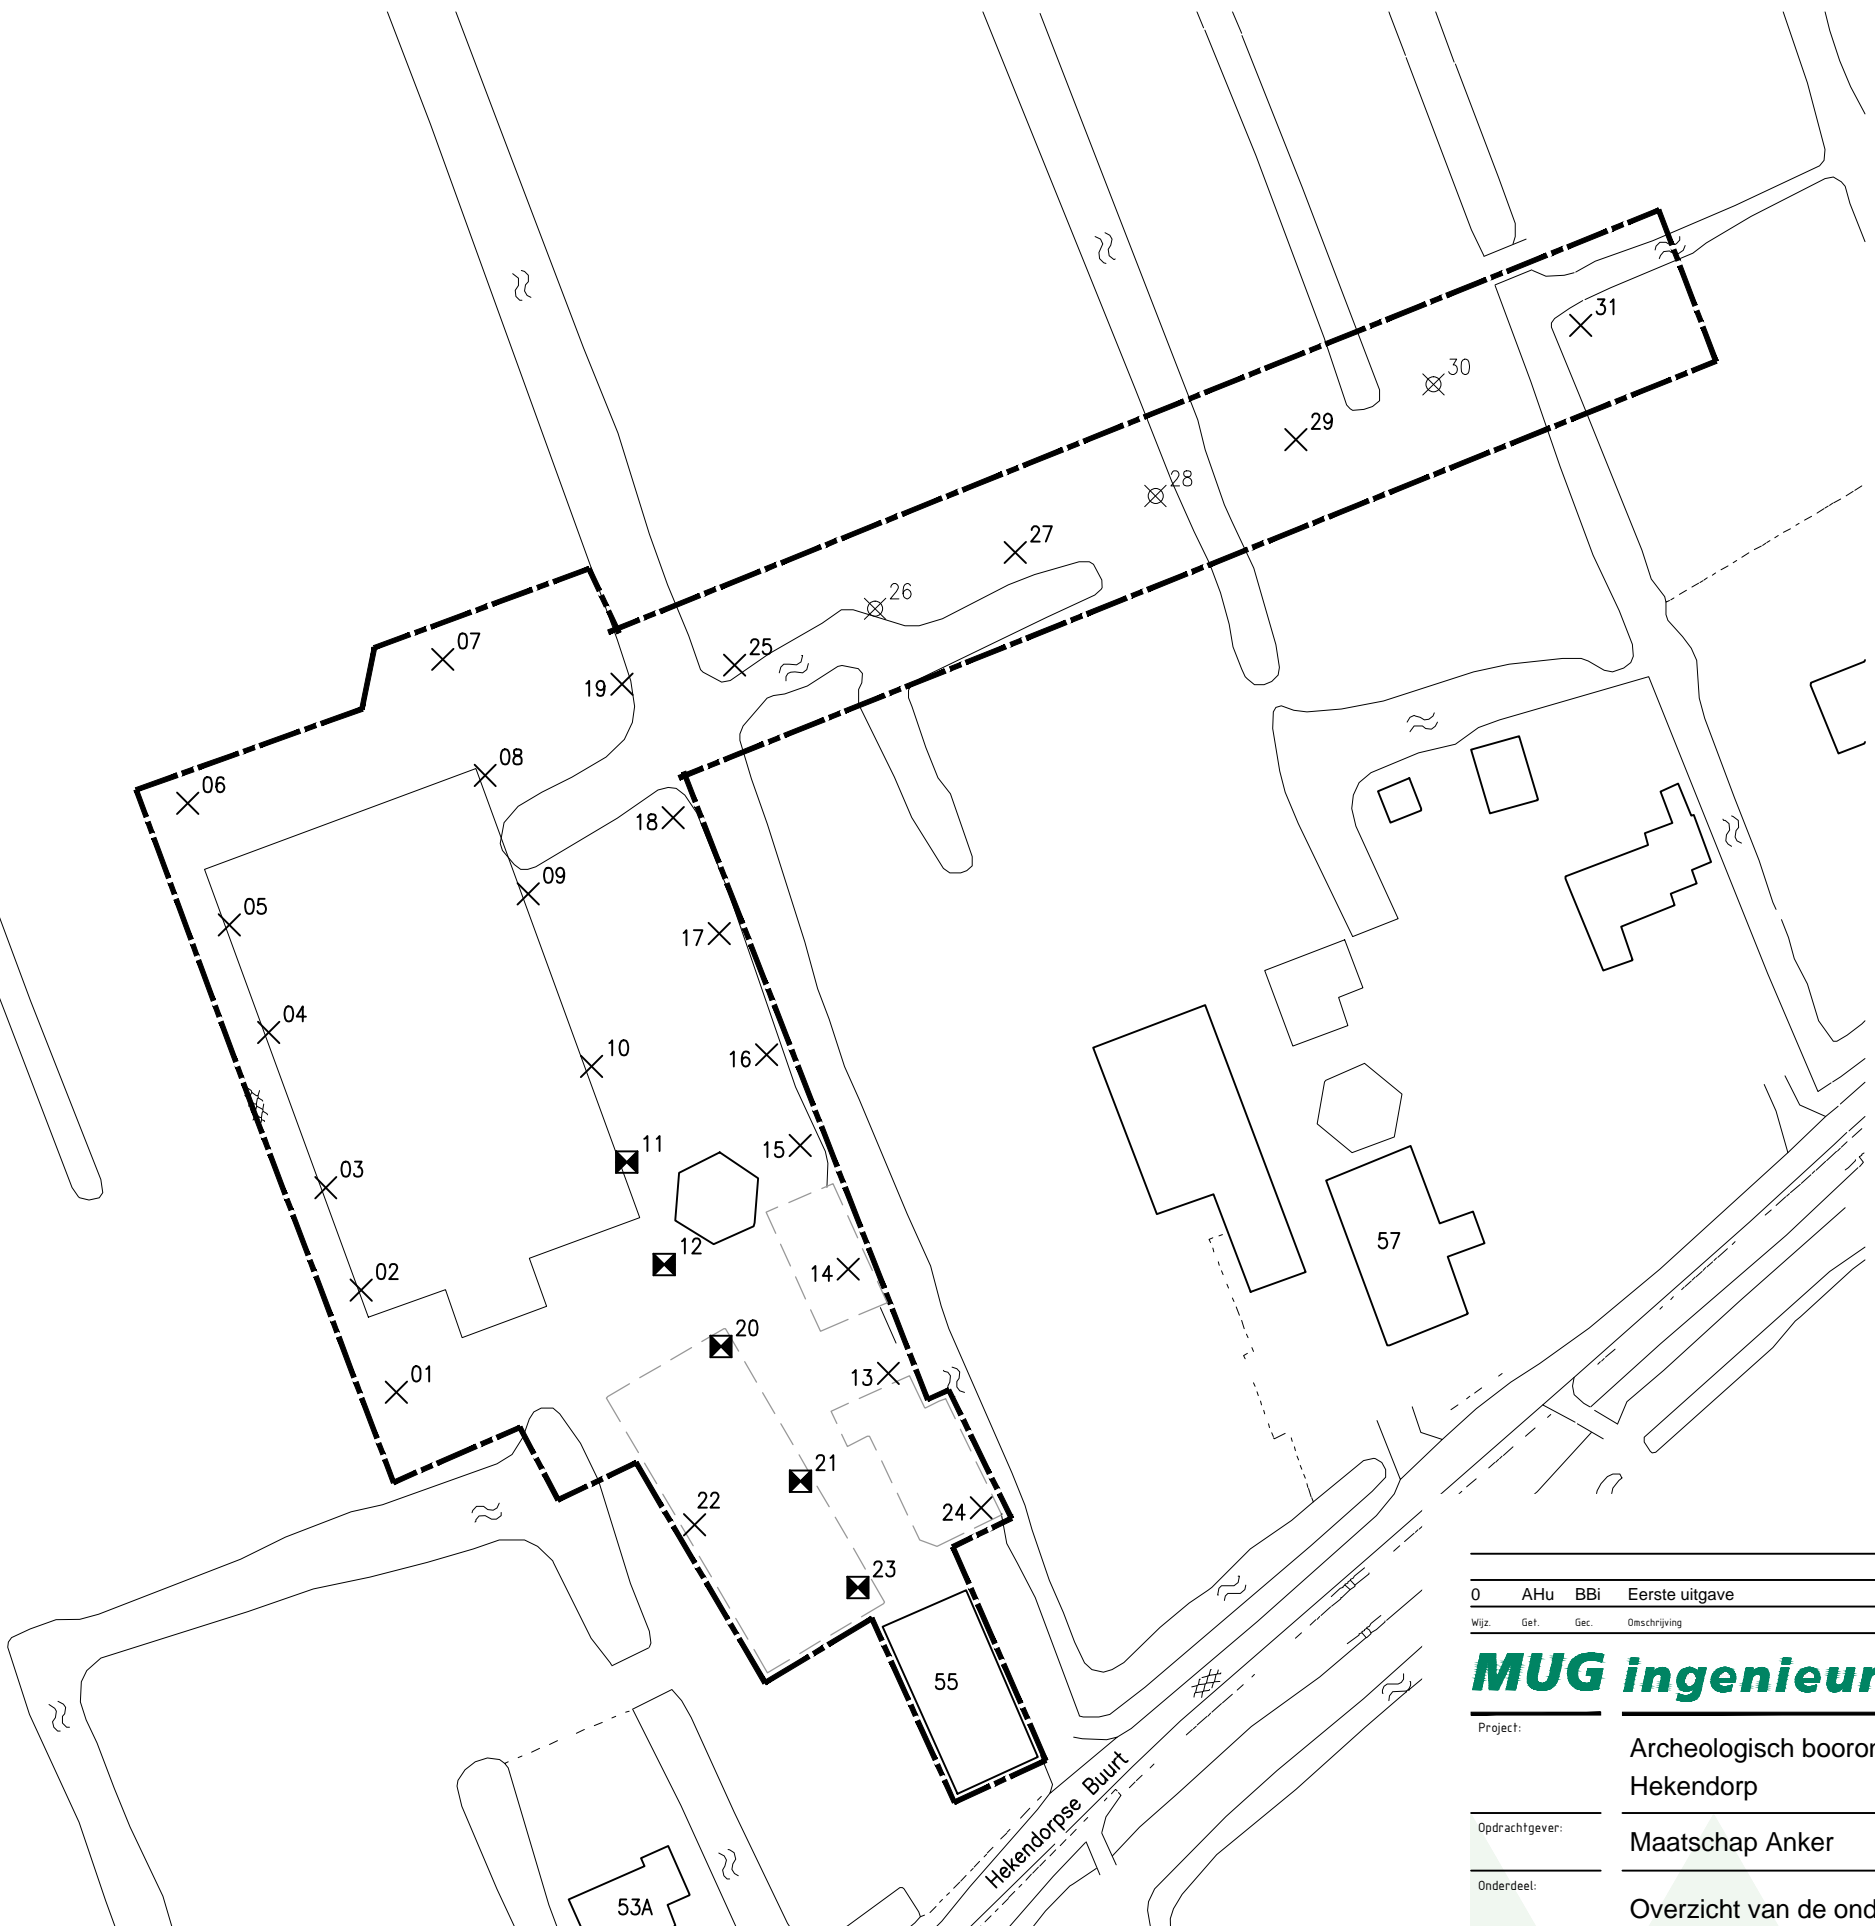 31
30
29
28
27
26
25
07
19
08
06
18
09
05
17
04
16
10
11
15
03
12
57
14
02
20
13
01
21
24
22
23
55
53A
Hekendorpse Buurt
0 AHu BBi Eerste uitgave
Wijz. Get. Gec. Omschrijving
MUG ingenieur
Project:
Archeologisch booror
Hekendorp
Opdrachtgever:
Maatschap Anker
Onderdeel:
Overzicht van de ond